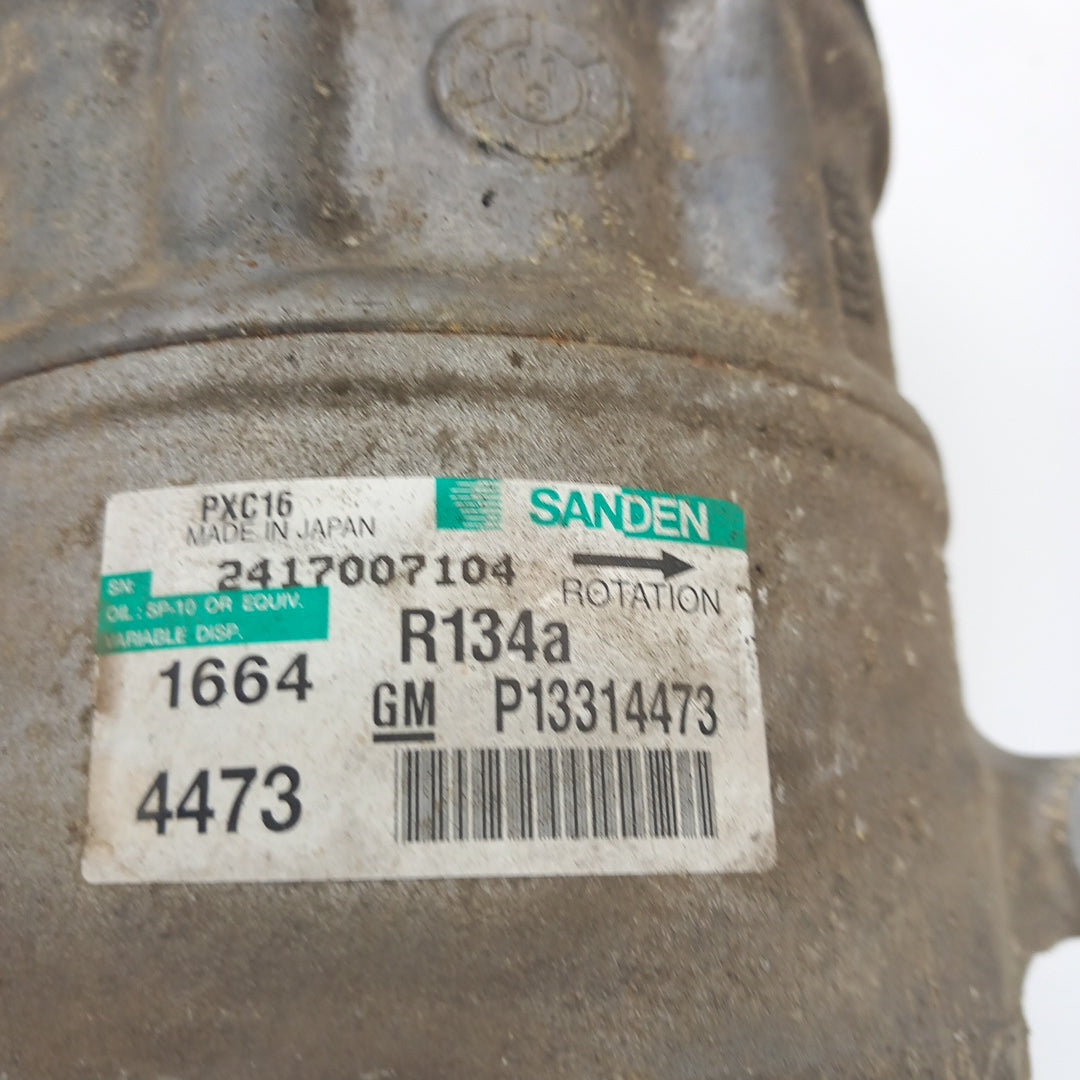 PXC16
MADE IN JAPAN
SANDEN
SN: 2417007104
ROTATION
OIL: SP-10 OR EQUIV.
VARIABLE DISP.
R134a
1664
GM P13314473
4473